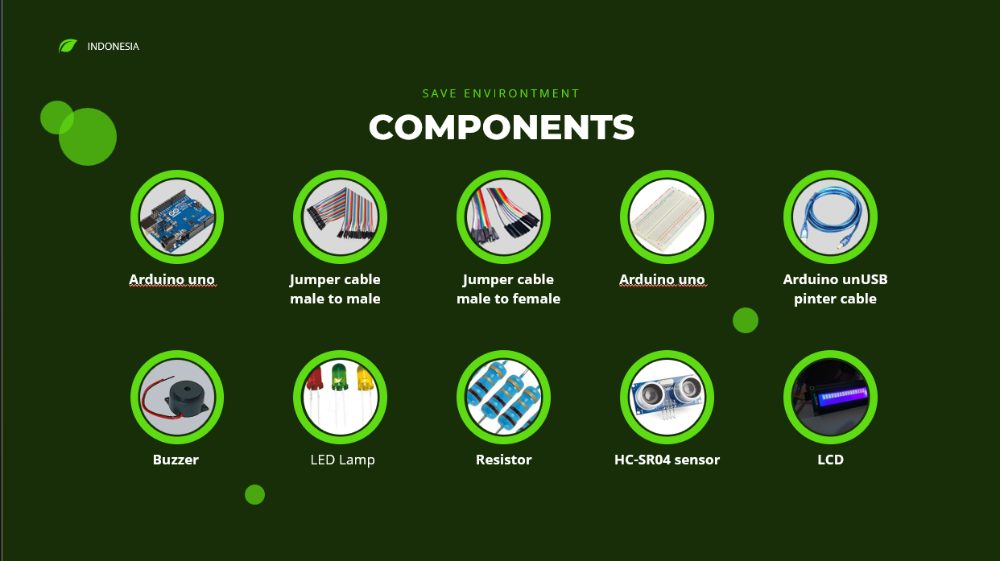 INDONESIA
SAVE ENVIRONTMENT
COMPONENTS
Arduino uno
Jumper cable
male to male
Jumper cable
male to female
Arduino uno
Arduino unUSB
pinter cable
Buzzer
LED Lamp
Resistor
HC-SR04 sensor
LCD